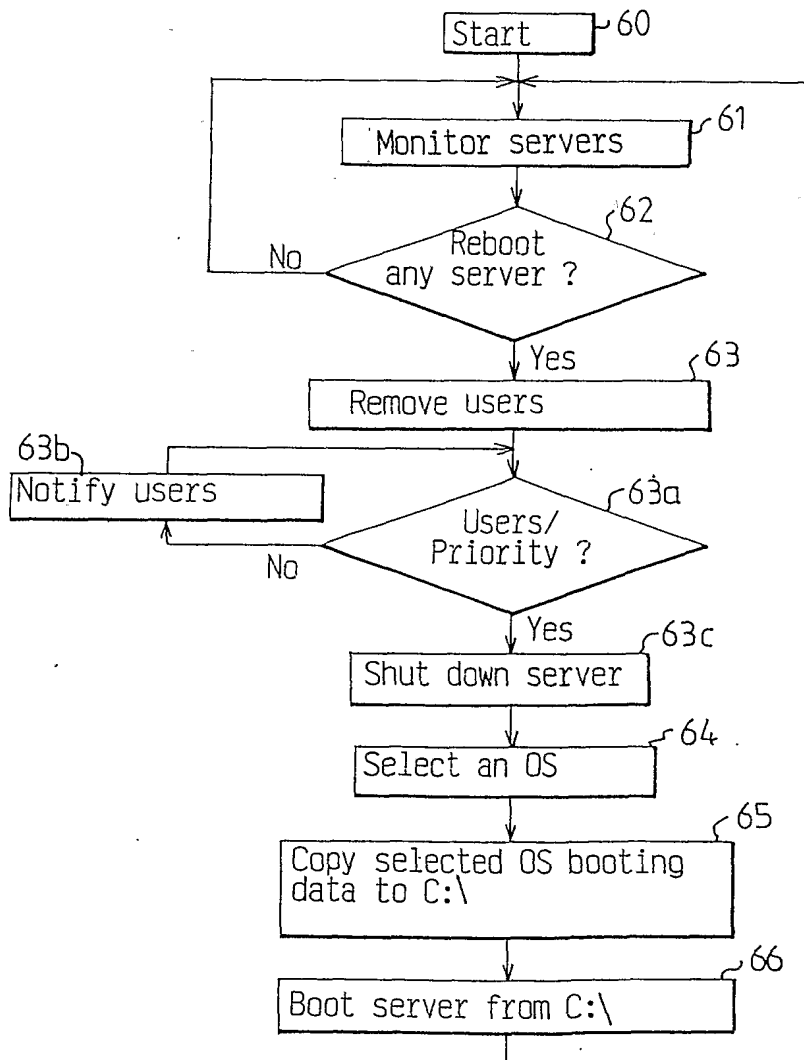 Start
60
Monitor servers
61
Reboot
any server ?
62
No
Yes
Remove users
63
63b
Notify users
Users/
Priority ?
63a
No
Yes
Shut down server
63c
Select an OS
64
Copy selected OS booting
data to C:\
65
Boot server from C:\
66